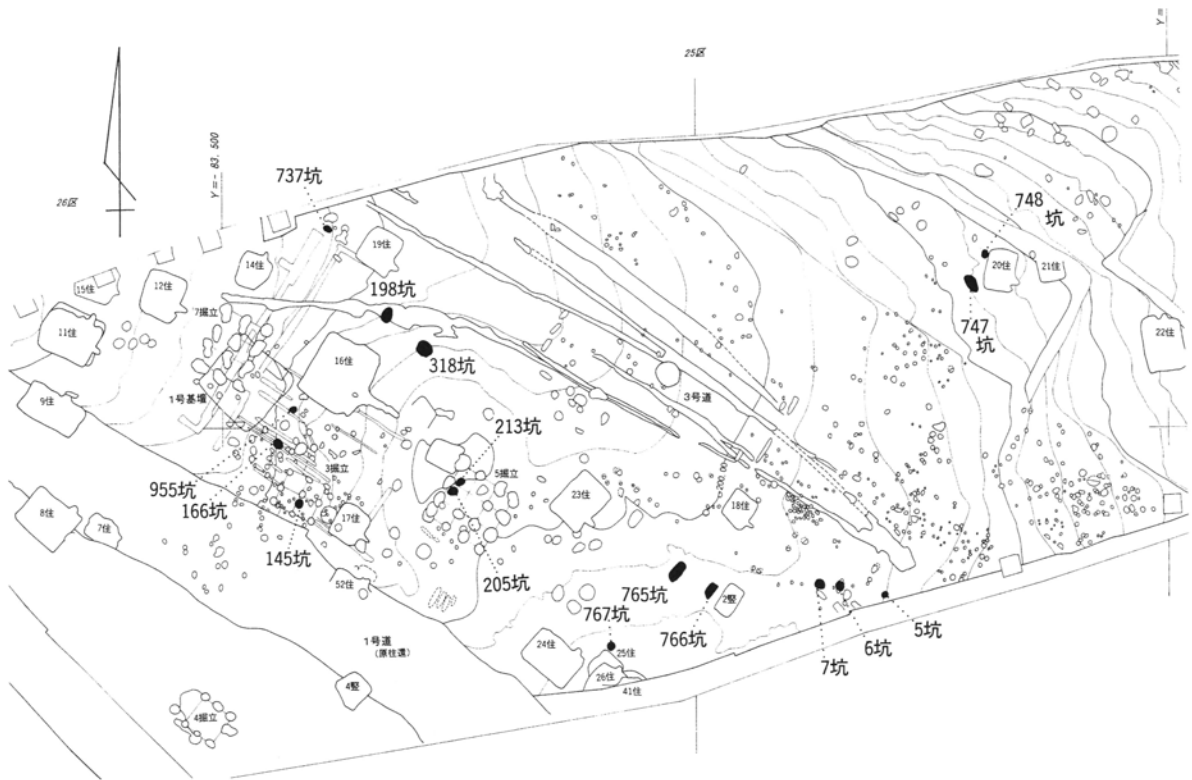 Y=
25区
Y=-83,500
26区
737坑
748
坑
19住
14住
20住
21住
15住
12住
198坑
7掘立
747
坑
11住
22住
16住
318坑
9住
1号基壇
3号道
213坑
3掘立
5掘立
955坑
23住
166坑
8住
7住
17住
18住
145坑
52住
205坑
765坑
2竪
767坑
766坑
5坑
6坑
7坑
1号道
(原往還)
24住
25住
26住
41住
4竪
4掘立